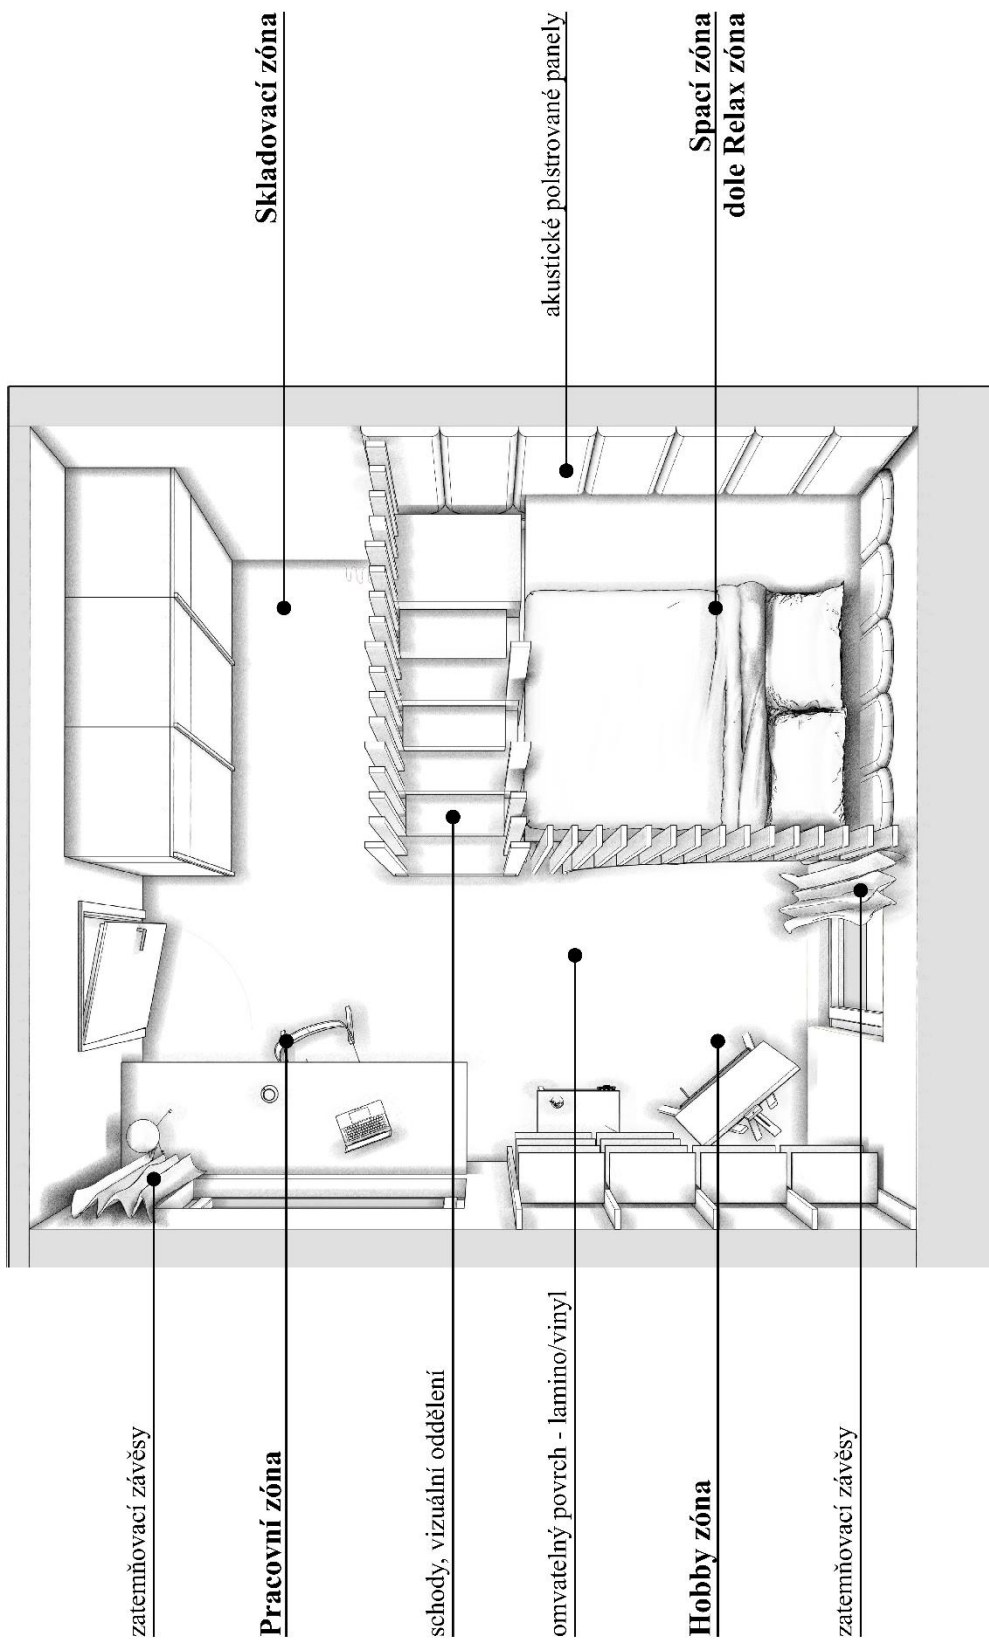 zatemňovací závěsy
Pracovní zóna
schody, vizuální oddělení
omyvatelný povrch - lamino/vinyl
Hobby zóna
zatemňovací závěsy
Skladovací zóna
akustické polstrované panely
Spací zóna
dole Relax zóna